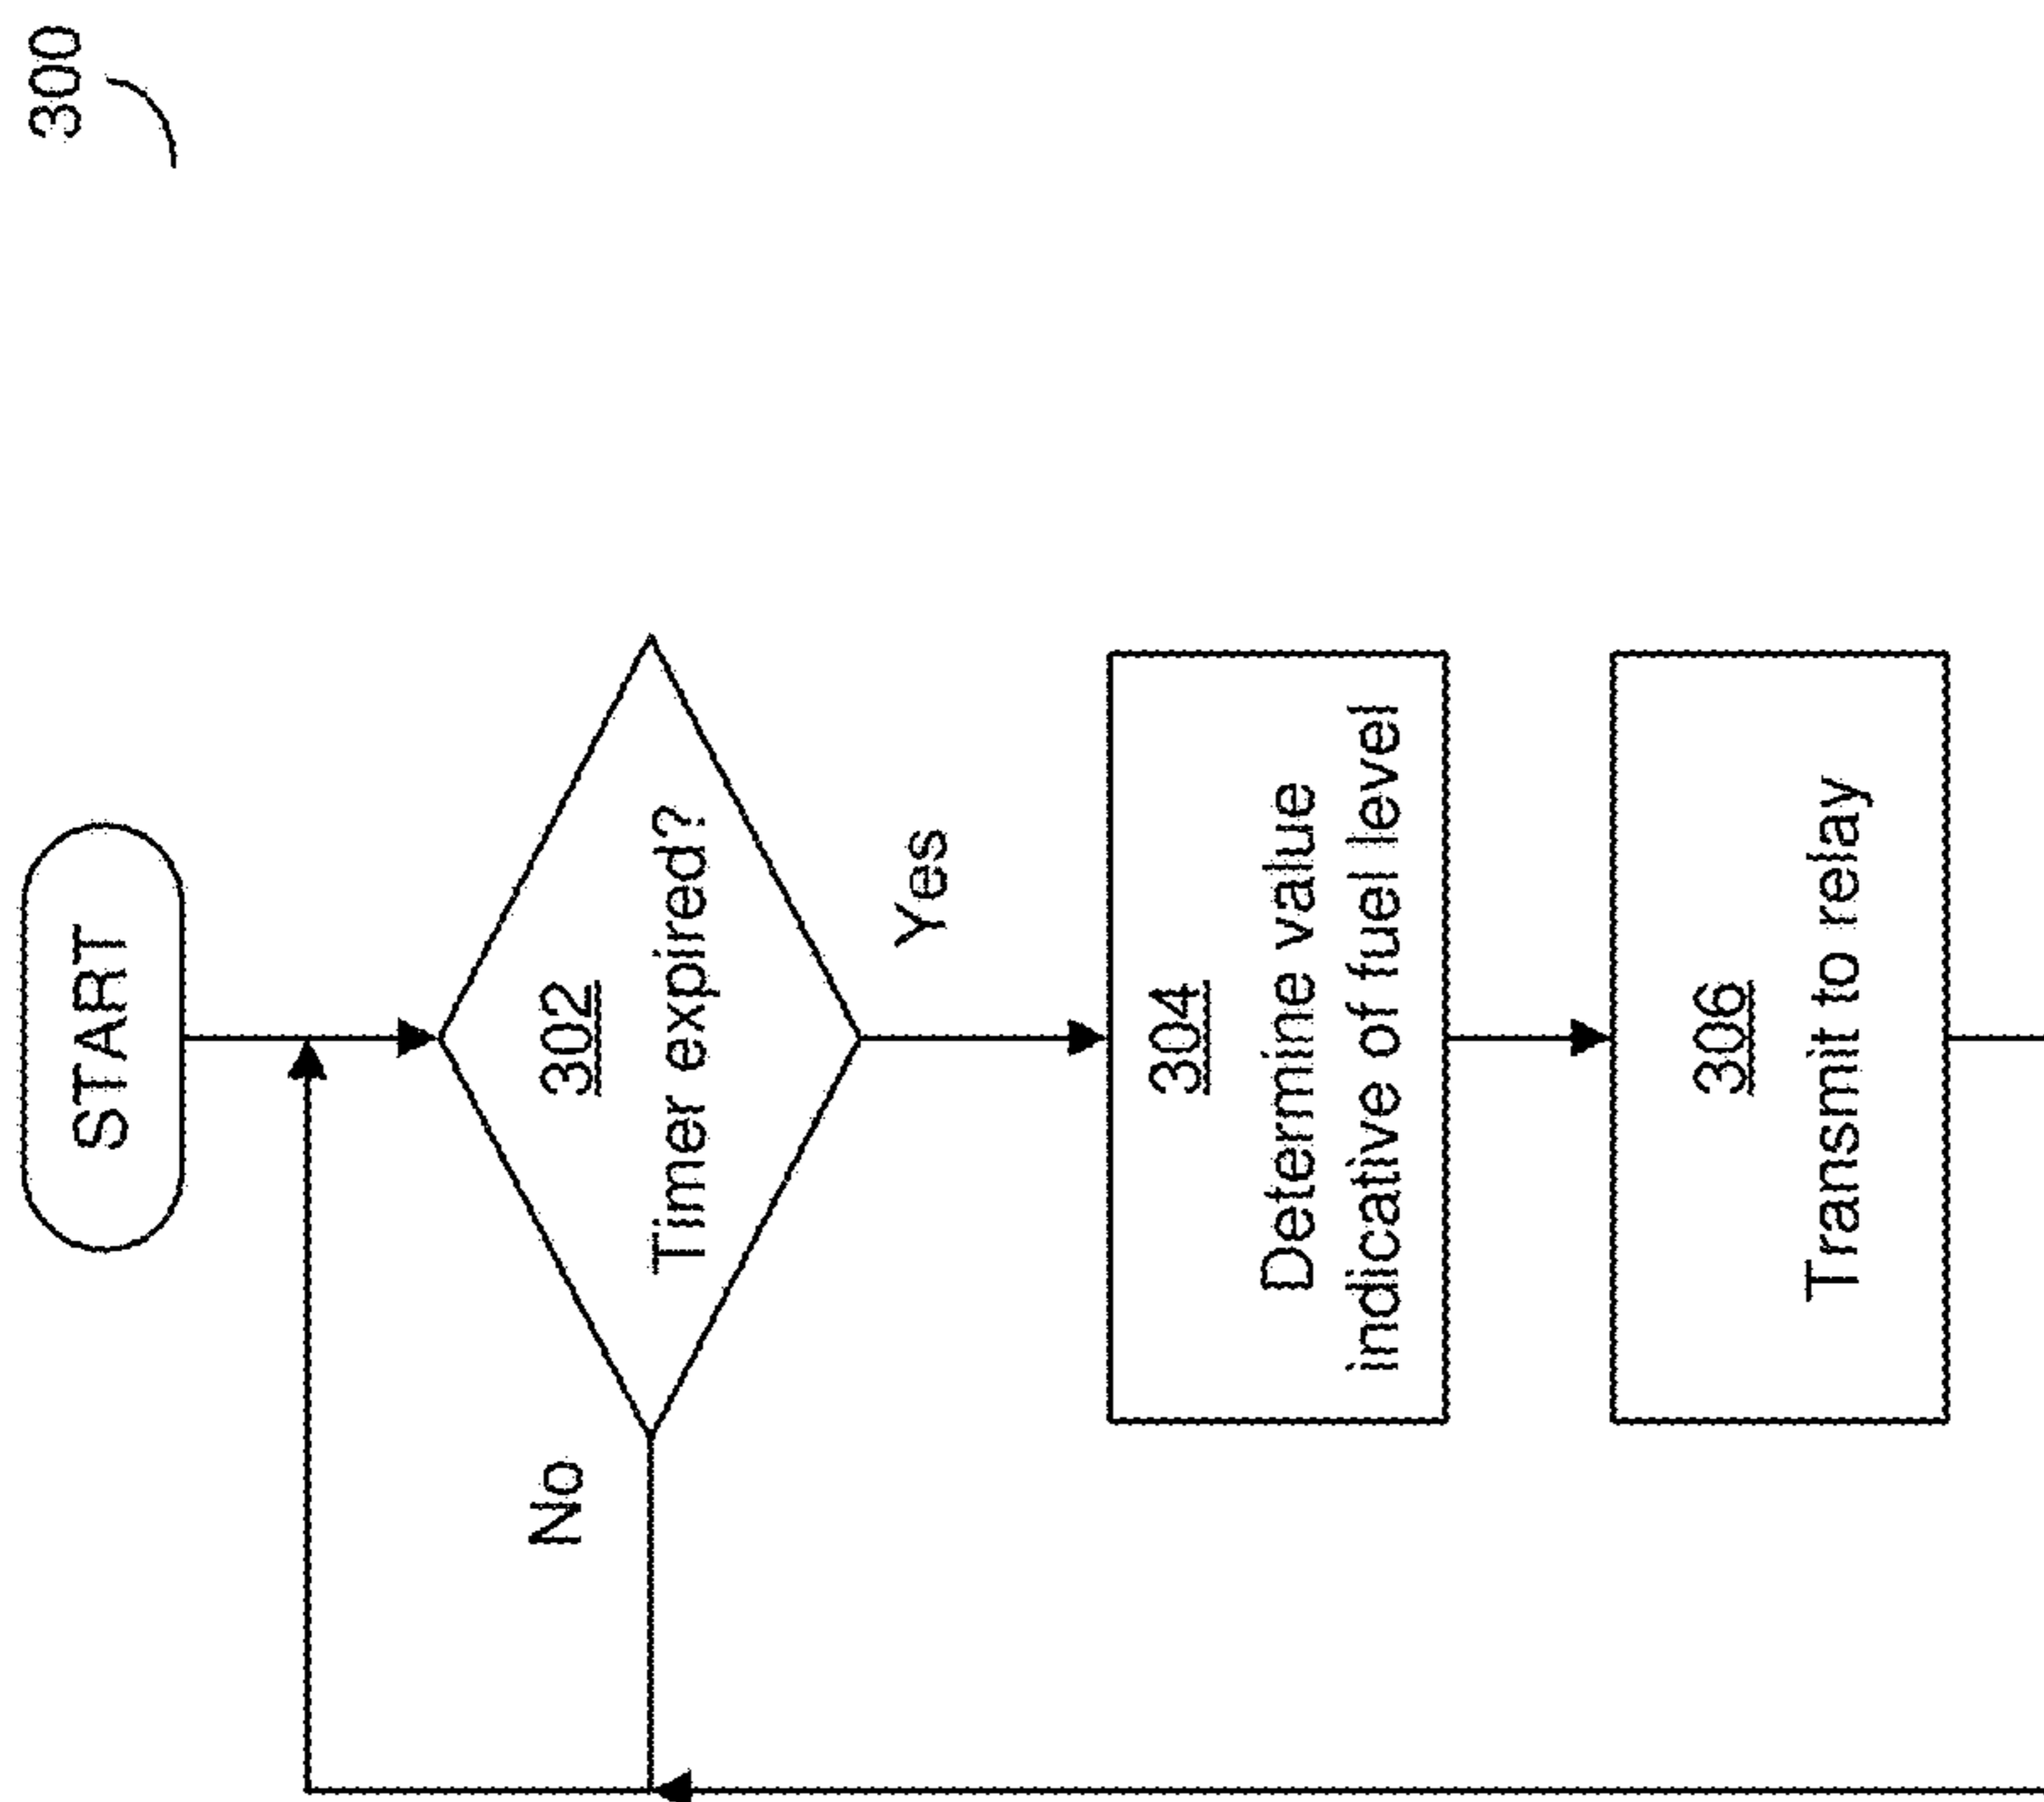 300
START
302
Timer expired?
No
Yes
304
Determine value
indicative of fuel level
306
Transmit to relay